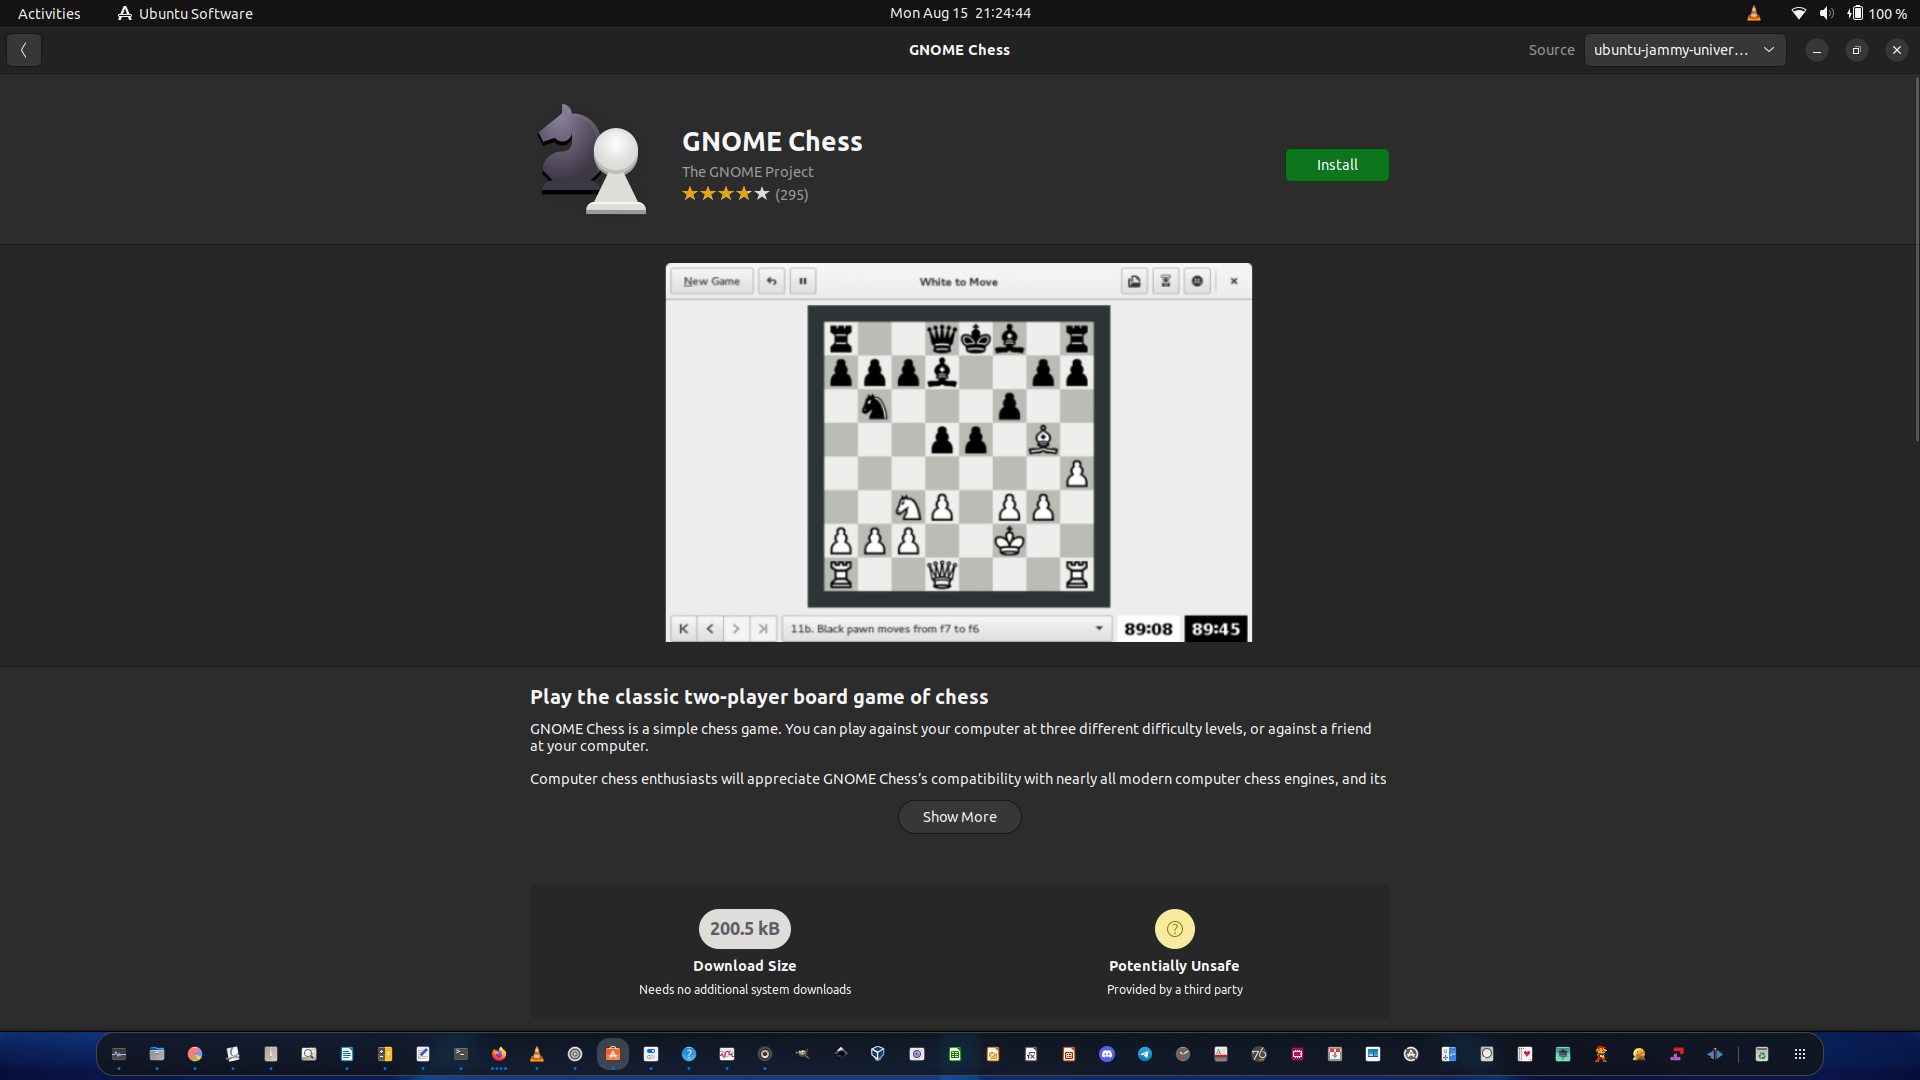 Activities
Ubuntu Software
Mon Aug 15 21:24:44
100 %
GNOME Chess
Source
ubuntu-jammy-univer...
GNOME Chess
The GNOME Project
(295)
Install
New Game
White to Move
11b. Black pawn moves from f7 to f6
89:08
89:45
Play the classic two-player board game of chess
GNOME Chess is a simple chess game. You can play against your computer at three different difficulty levels, or against a friend
at your computer.
Computer chess enthusiasts will appreciate GNOME Chess’s compatibility with nearly all modern computer chess engines, and its
Show More
200.5 kB
Download Size
Needs no additional system downloads
Potentially Unsafe
Provided by a third party
76